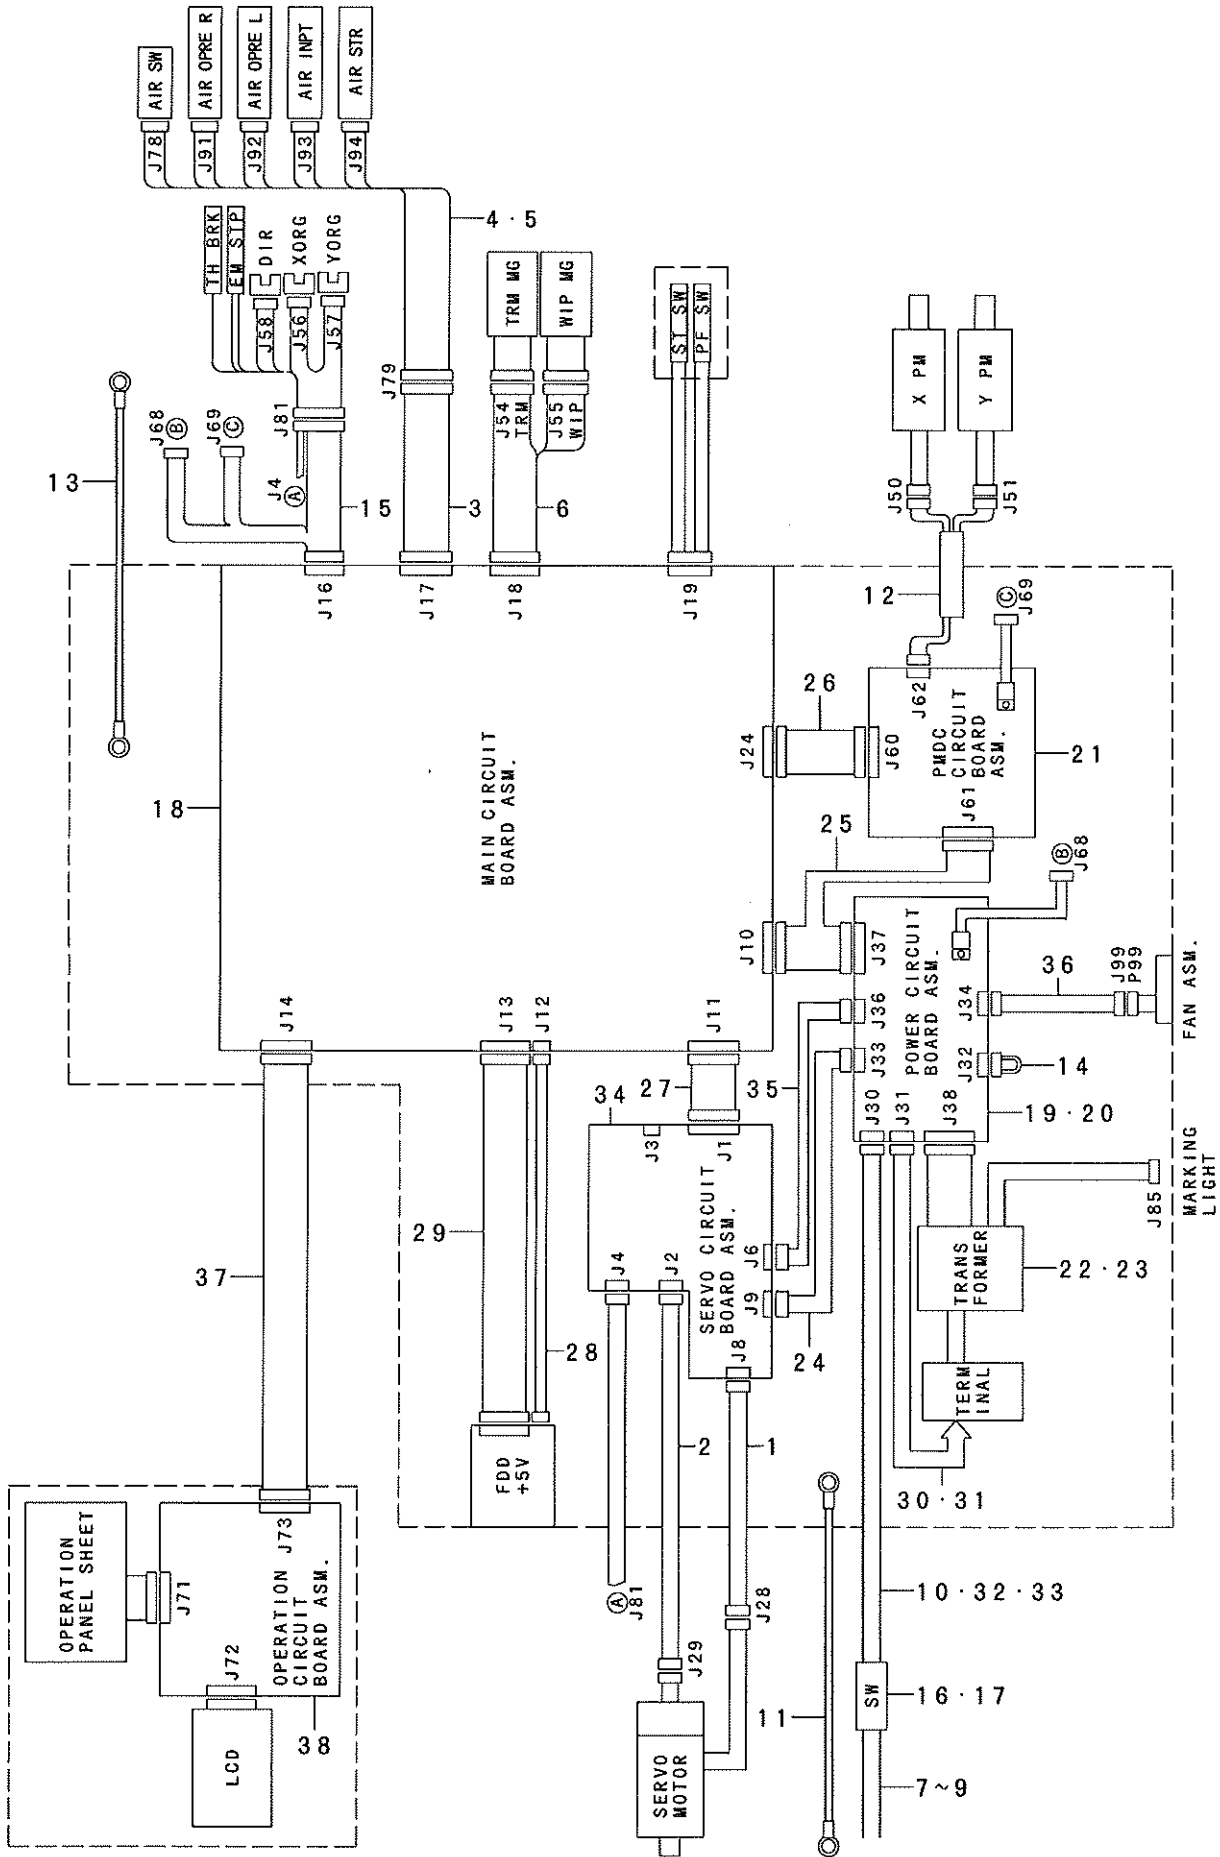 AIR SW
AIR OPRE R
AIR OPRE L
AIR INPT
AIR STR
J78
J91
J92
J93
J94
4・5
TH BRK
EM STP
DIR
XORG
YORG
J58
J56
J57
J79
J81
J68
Ⓑ
J69
Ⓒ
J4
Ⓐ
13
15
3
6
TRM MG
WIP MG
J54
TRM
J55
WIP
ST SW
PF SW
J16
J17
J18
J19
X PM
Y PM
J50
J51
12
Ⓒ
J69
J62
PMDC
CIRCUIT
BOARD
ASM.
21
J61
J60
26
J24
18
MAIN CIRCUIT
BOARD ASM.
25
J10
J37
Ⓑ
J68
J14
J13
J12
J11
J36
J33
POWER CIRCUIT
BOARD ASM.
J34
36
J99
P99
FAN ASM.
J32
14
J30
J31
J38
19・20
27
35
34
J3
J1
SERVO CIRCUIT
BOARD ASM.
J4
J2
J6
J9
J8
24
29
28
37
TRANS
FORMER
22・23
J85
MARKING
LIGHT
TERM
INAL
30・31
FDD
+5V
2
1
OPERATION
PANEL SHEET
J71
J73
J72
OPERATION
CIRCUIT
BOARD ASM.
LCD
38
Ⓐ
J81
J29
J28
SERVO
MOTOR
11
10・32・33
SW
16・17
7~9